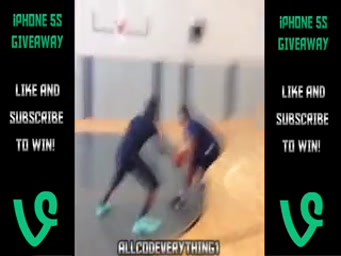 iPHONE 5S
GIVEAWAY
LIKE AND
SUBSCRIBE
TO WIN!
iPHONE 5S
GIVEAWAY
LIKE AND
SUBSCRIBE
TO WIN!
ALLCODEVERYTHING1